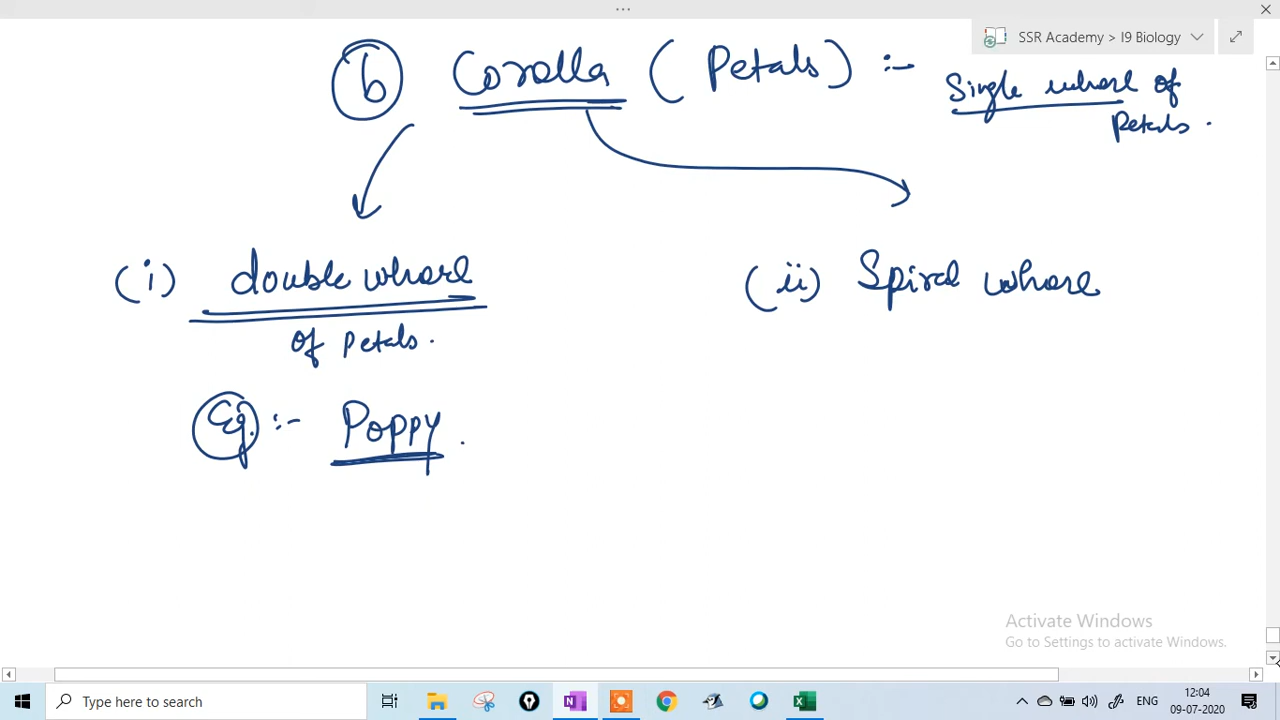 ...
SSR Academy > I9 Biology
b Corolla (Petals) :-
Single whorl of
Petals.
(i) double whorl
of Petals.
(ii) Spiral whorl
Eg. :- Poppy.
Activate Windows
Go to Settings to activate Windows.
Type here to search
ENG
12:04
09-07-2020